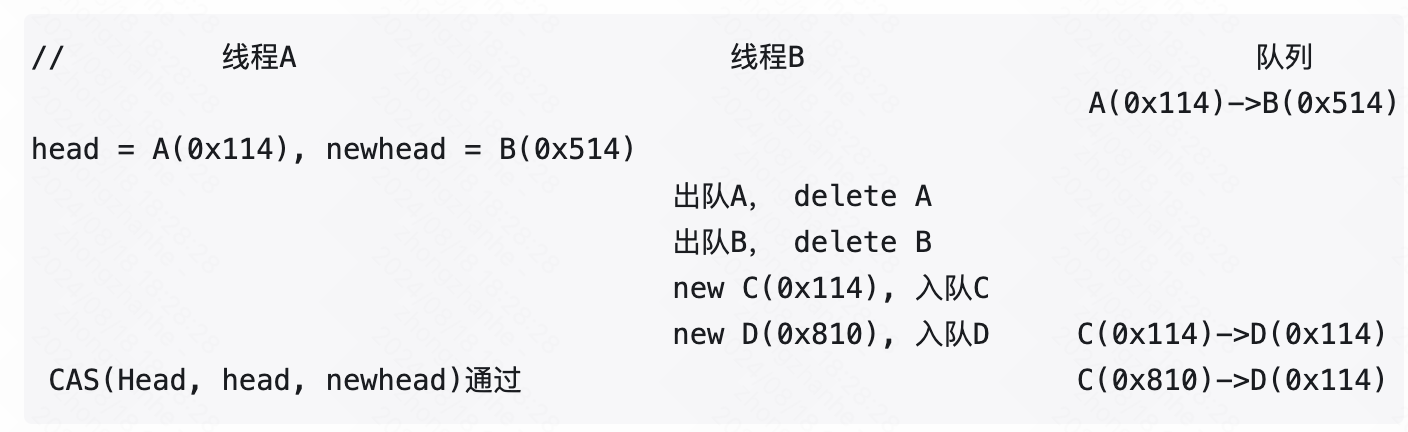 // 线程A 线程B 队列
A(0x114)—>B(0x514)
head = A(0x114), newhead = B(0x514)
出队A， delete A
出队B， delete B
new C(0x114), 入队C
new D(0x810), 入队D C(0x114)—>D(0x114)
CAS(Head, head, newhead)通过 C(0x810)—>D(0x114)